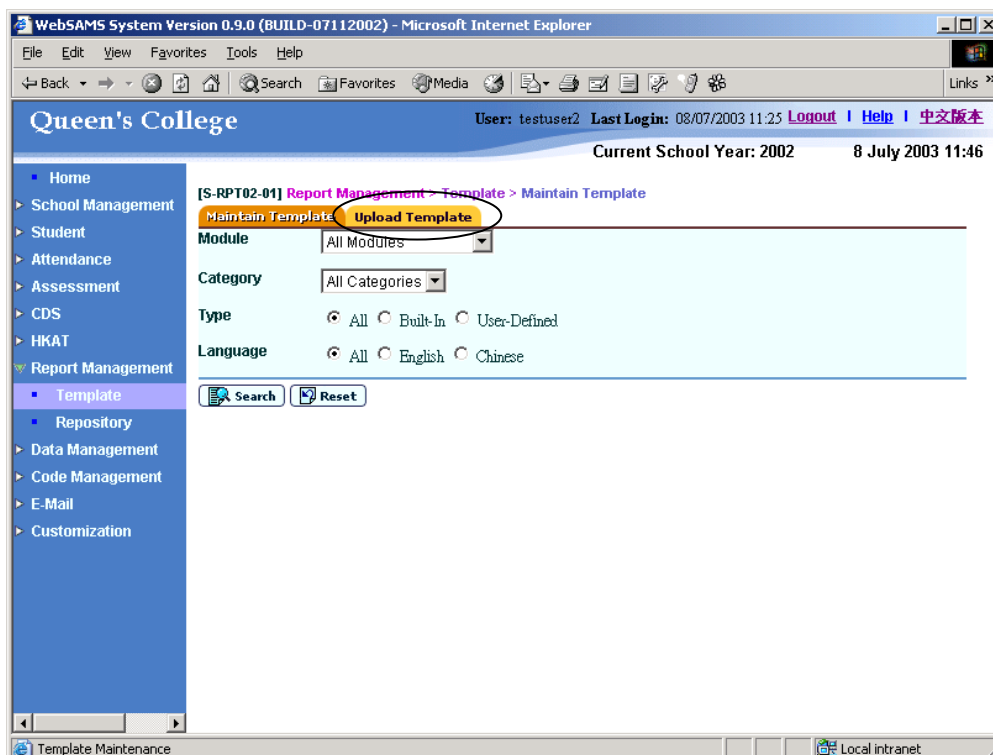 WebSAMS System Version 0.9.0 (BUILD-07112002) - Microsoft Internet Explorer
File Edit View Favorites Tools Help
Back Search Favorites Media Links »
Queen's College
User: testuser2 Last Login: 08/07/2003 11:25 Logout | Help | 中文版本
Current School Year: 2002 8 July 2003 11:46
Home
School Management
Student
Attendance
Assessment
CDS
HKAT
Report Management
Template
Repository
Data Management
Code Management
E-Mail
Customization
[S-RPT02-01] Report Management > Template > Maintain Template
Maintain Template Upload Template
Module All Modules
Category All Categories
Type All Built-In User-Defined
Language All English Chinese
Search Reset
Template Maintenance Local intranet